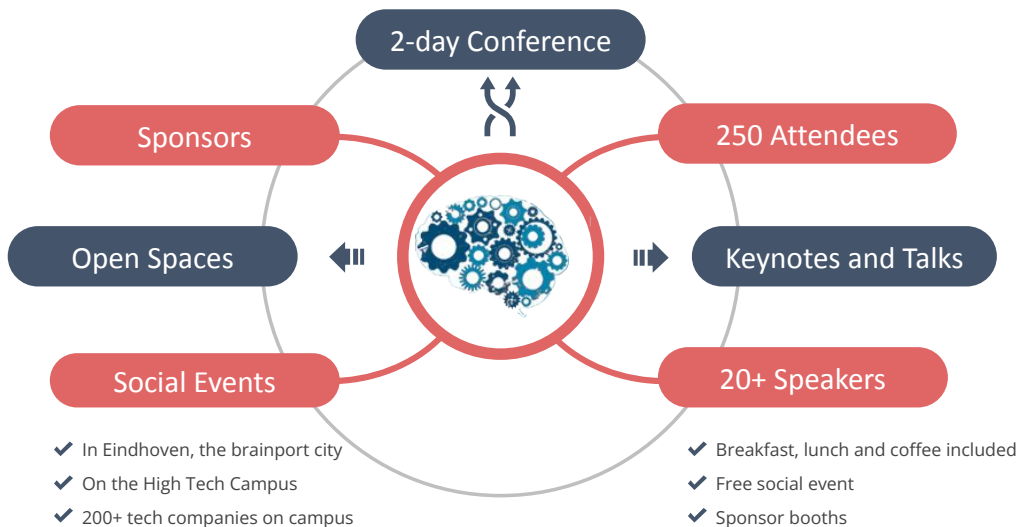 2-day Conference
Sponsors
250 Attendees
Open Spaces
Keynotes and Talks
Social Events
20+ Speakers
In Eindhoven, the brainport city
On the High Tech Campus
200+ tech companies on campus
Breakfast, lunch and coffee included
Free social event
Sponsor booths